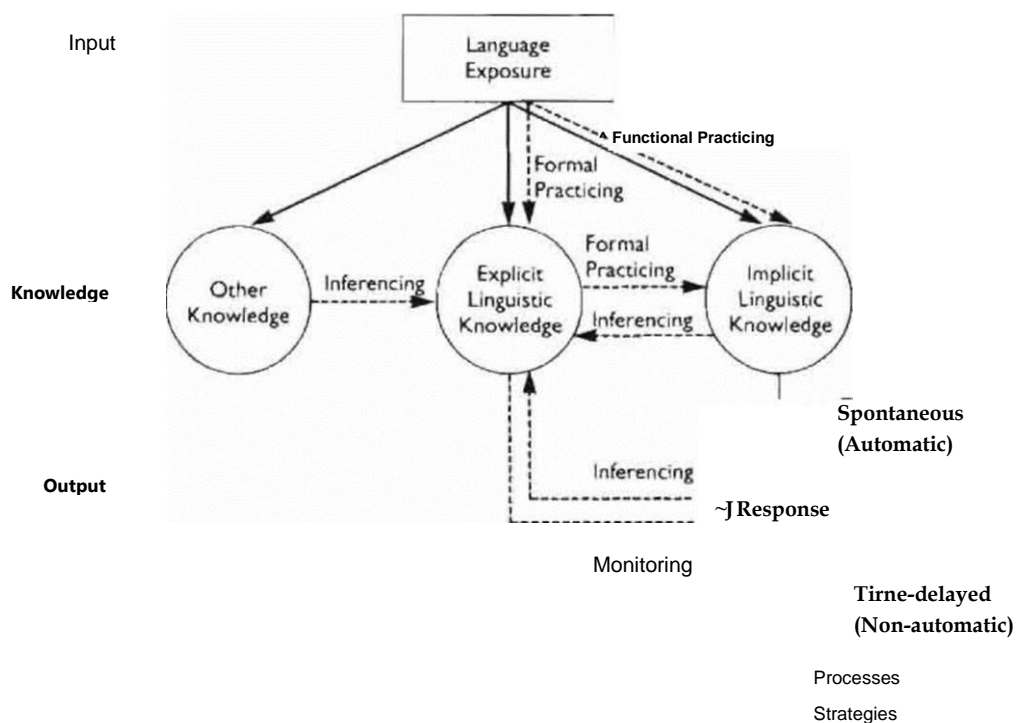 Input
Language
Exposure
Functional Practicing
Formal
Practicing
Formal
Practicing
Knowledge
Other
Knowledge
Inferencing
Explicit
Linguistic
Knowledge
Inferencing
Implicit
Linguistic
Knowledge
Spontaneous
(Automatic)
Output
Inferencing
~J Response
Monitoring
Tirne-delayed
(Non-automatic)
Processes
Strategies